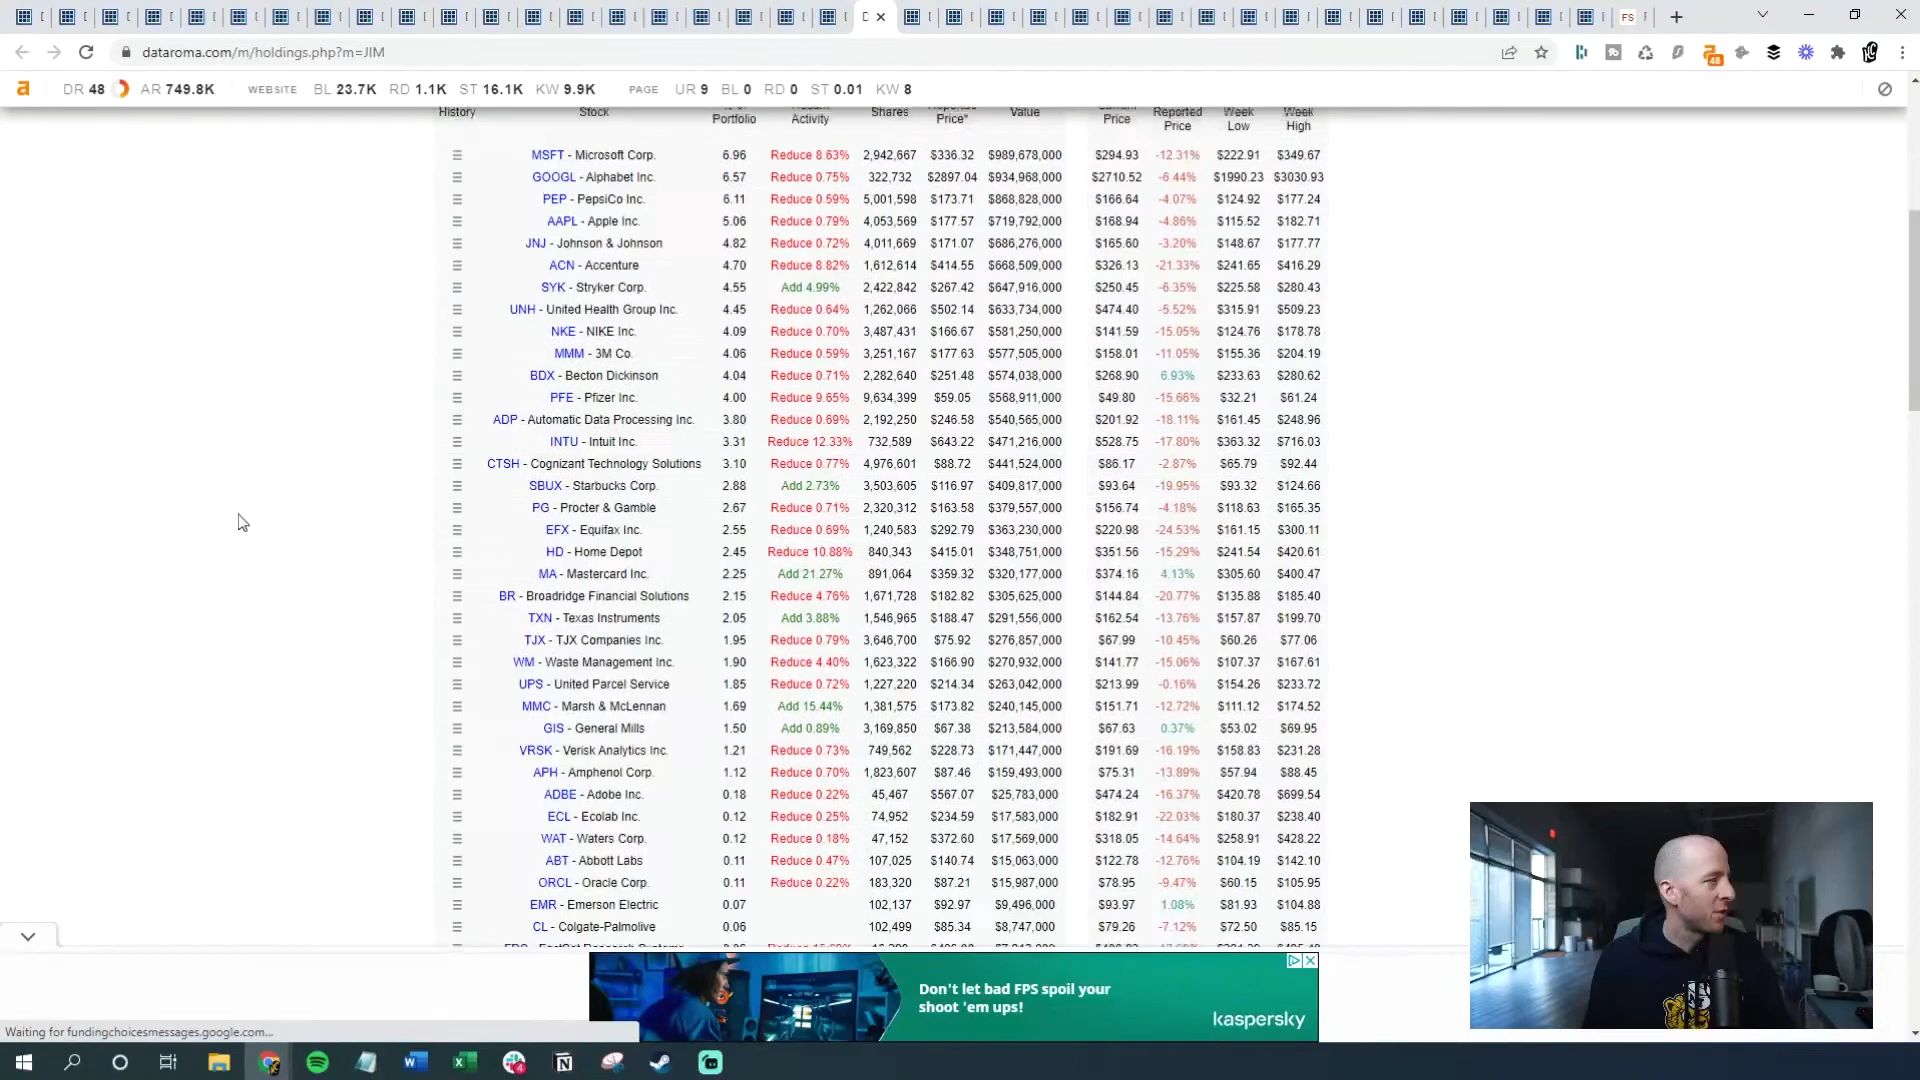 dataroma.com/m/holdings.php?m=JIM
DR 48 AR 749.8K WEBSITE BL 23.7K RD 1.1K ST 16.1K KW 9.9K PAGE UR 9 BL 0 RD 0 ST 0.01 KW 8
History Stock Portfolio Activity Shares Price* Value Price Reported Price Week Low Week High
MSFT - Microsoft Corp. 6.96 Reduce 8.63% 2,942,667 $336.32 $989,678,000 $294.93 -12.31% $222.91 $349.67
GOOGL - Alphabet Inc. 6.57 Reduce 0.75% 322,732 $2897.04 $934,968,000 $2710.52 -6.44% $1990.23 $3030.93
PEP - PepsiCo Inc. 6.11 Reduce 0.59% 5,001,598 $173.71 $868,828,000 $166.64 -4.07% $124.92 $177.24
AAPL - Apple Inc. 5.06 Reduce 0.79% 4,053,569 $177.57 $719,792,000 $168.94 -4.86% $115.52 $182.71
JNJ - Johnson & Johnson 4.82 Reduce 0.72% 4,011,669 $171.07 $686,276,000 $165.60 -3.20% $148.67 $177.77
ACN - Accenture 4.70 Reduce 8.82% 1,612,614 $414.55 $668,509,000 $326.13 -21.33% $241.65 $416.29
SYK - Stryker Corp. 4.55 Add 4.99% 2,422,842 $267.42 $647,916,000 $250.45 -6.35% $225.58 $280.43
UNH - United Health Group Inc. 4.45 Reduce 0.64% 1,262,066 $502.14 $633,734,000 $474.40 -5.52% $315.91 $509.23
NKE - NIKE Inc. 4.09 Reduce 0.70% 3,487,431 $166.67 $581,250,000 $141.59 -15.05% $124.76 $178.78
MMM - 3M Co. 4.06 Reduce 0.59% 3,251,167 $177.63 $577,505,000 $158.01 -11.05% $155.36 $204.19
BDX - Becton Dickinson 4.04 Reduce 0.71% 2,282,640 $251.48 $574,038,000 $268.90 6.93% $233.63 $280.62
PFE - Pfizer Inc. 4.00 Reduce 9.65% 9,634,399 $59.05 $568,911,000 $49.80 -15.66% $32.21 $61.24
ADP - Automatic Data Processing Inc. 3.80 Reduce 0.69% 2,192,250 $246.58 $540,565,000 $201.92 -18.11% $161.45 $248.96
INTU - Intuit Inc. 3.31 Reduce 12.33% 732,589 $643.22 $471,216,000 $528.75 -17.80% $363.32 $716.03
CTSH - Cognizant Technology Solutions 3.10 Reduce 0.77% 4,976,601 $88.72 $441,524,000 $86.17 -2.87% $65.79 $92.44
SBUX - Starbucks Corp. 2.88 Add 2.73% 3,503,605 $116.97 $409,817,000 $93.64 -19.95% $93.32 $124.66
PG - Procter & Gamble 2.67 Reduce 0.71% 2,320,312 $163.58 $379,557,000 $156.74 -4.18% $118.63 $165.35
EFX - Equifax Inc. 2.55 Reduce 0.69% 1,240,583 $292.79 $363,230,000 $220.98 -24.53% $161.15 $300.11
HD - Home Depot 2.45 Reduce 10.88% 840,343 $415.01 $348,751,000 $351.56 -15.29% $241.54 $420.61
MA - Mastercard Inc. 2.25 Add 21.27% 891,064 $359.32 $320,177,000 $374.16 4.13% $305.60 $400.47
BR - Broadridge Financial Solutions 2.15 Reduce 4.76% 1,671,728 $182.82 $305,625,000 $144.84 -20.77% $135.88 $185.40
TXN - Texas Instruments 2.05 Add 3.88% 1,546,965 $188.47 $291,556,000 $162.54 -13.76% $157.87 $199.70
TJX - TJX Companies Inc. 1.95 Reduce 0.79% 3,646,700 $75.92 $276,857,000 $67.99 -10.45% $60.26 $77.06
WM - Waste Management Inc. 1.90 Reduce 4.40% 1,623,322 $166.90 $270,932,000 $141.77 -15.06% $107.37 $167.61
UPS - United Parcel Service 1.85 Reduce 0.72% 1,227,220 $214.34 $263,042,000 $213.99 -0.16% $154.26 $233.72
MMC - Marsh & McLennan 1.69 Add 15.44% 1,381,575 $173.82 $240,145,000 $151.71 -12.72% $111.12 $174.52
GIS - General Mills 1.50 Add 0.89% 3,169,850 $67.38 $213,584,000 $67.63 0.37% $53.02 $69.95
VRSK - Verisk Analytics Inc. 1.21 Reduce 0.73% 749,562 $228.73 $171,447,000 $191.69 -16.19% $158.83 $231.28
APH - Amphenol Corp. 1.12 Reduce 0.70% 1,823,607 $87.46 $159,493,000 $75.31 -13.89% $57.94 $88.45
ADBE - Adobe Inc. 0.18 Reduce 0.22% 45,467 $567.07 $25,783,000 $474.24 -16.37% $420.78 $699.54
ECL - Ecolab Inc. 0.12 Reduce 0.25% 74,952 $234.59 $17,583,000 $182.91 -22.03% $180.37 $238.40
WAT - Waters Corp. 0.12 Reduce 0.18% 47,152 $372.60 $17,569,000 $318.05 -14.64% $258.91 $428.22
ABT - Abbott Labs 0.11 Reduce 0.47% 107,025 $140.74 $15,063,000 $122.78 -12.76% $104.19 $142.10
ORCL - Oracle Corp. 0.11 Reduce 0.22% 183,320 $87.21 $15,987,000 $78.95 -9.47% $60.15 $105.95
EMR - Emerson Electric 0.07 102,137 $92.97 $9,496,000 $93.97 1.08% $81.93 $104.88
CL - Colgate-Palmolive 0.06 102,499 $85.34 $8,747,000 $79.26 -7.12% $72.50 $85.15
Don't let bad FPS spoil your
shoot 'em ups!
kaspersky
Waiting for fundingchoicesmessages.google.com...